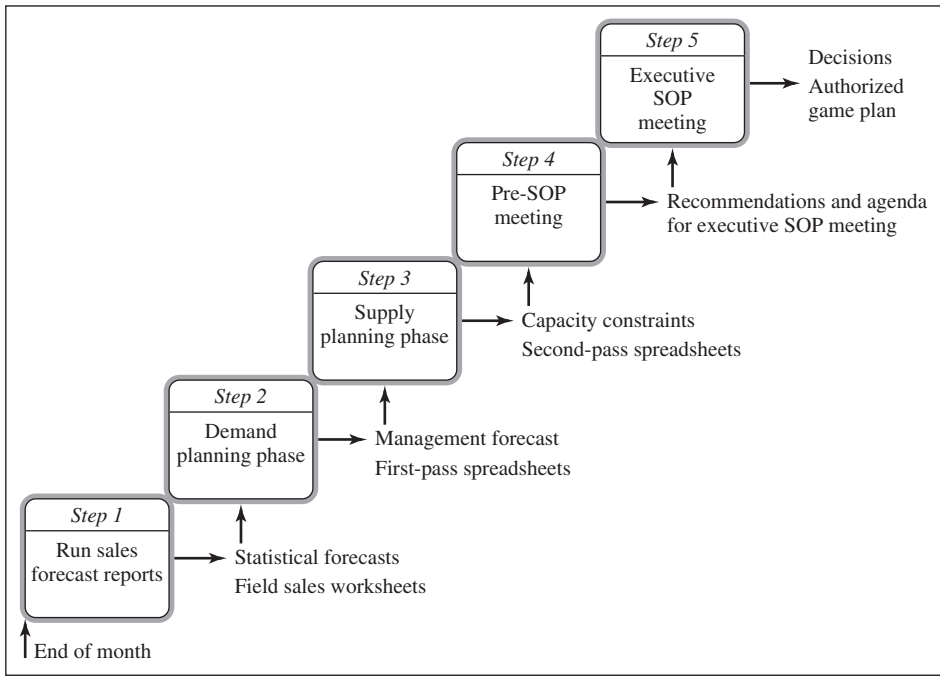 Step 5
Executive
SOP
meeting
Decisions
Authorized
game plan
Step 4
Pre-SOP
meeting
Recommendations and agenda
for executive SOP meeting
Step 3
Supply
planning phase
Capacity constraints
Second-pass spreadsheets
Step 2
Demand
planning phase
Management forecast
First-pass spreadsheets
Step 1
Run sales
forecast reports
Statistical forecasts
Field sales worksheets
End of month